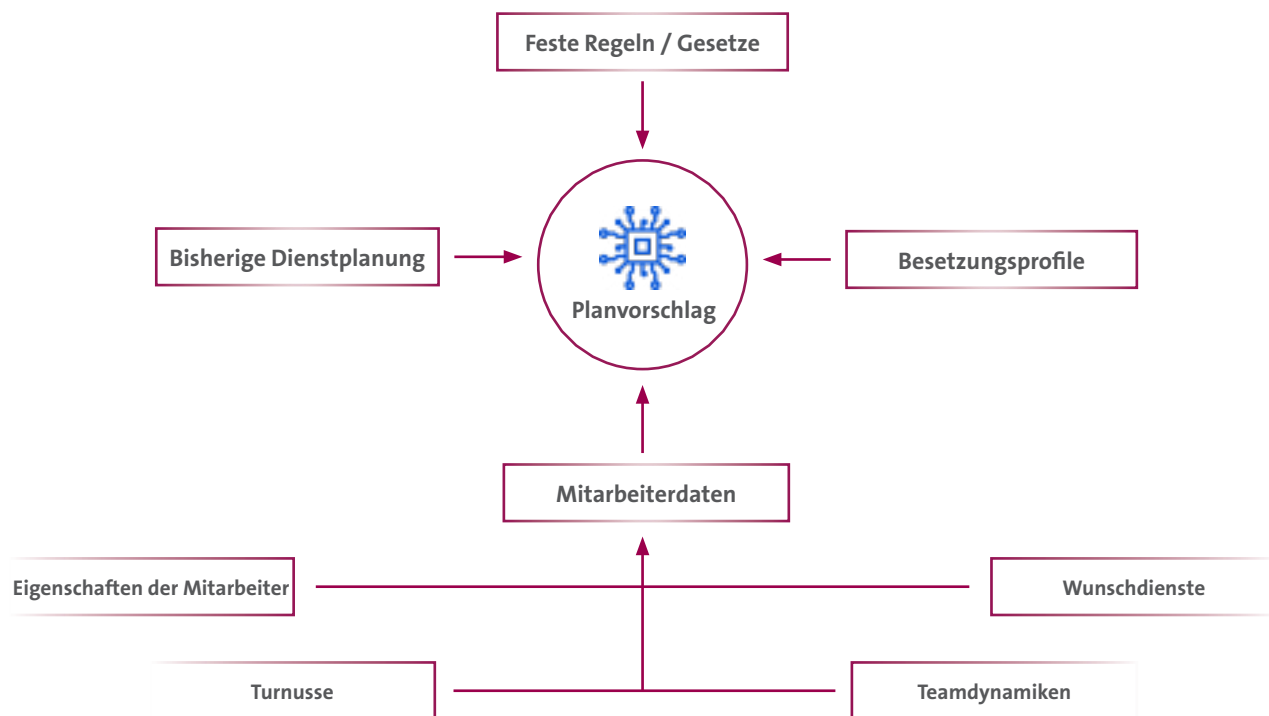 Feste Regeln / Gesetze
Bisherige Dienstplanung
Besetzungsprofile
Planvorschlag
Mitarbeiterdaten
Eigenschaften der Mitarbeiter
Wunschdienste
Turnusse
Teamdynamiken